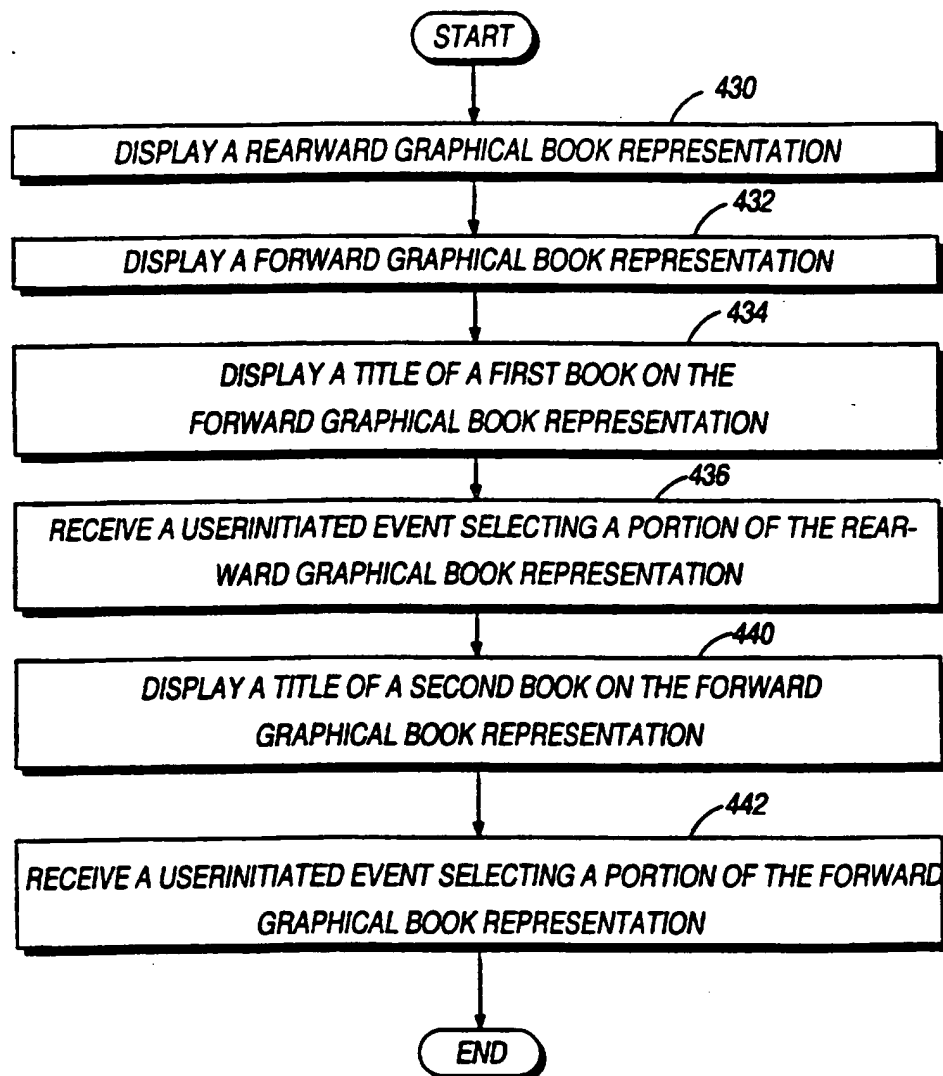 START
430
DISPLAY A REARWARD GRAPHICAL BOOK REPRESENTATION
432
DISPLAY A FORWARD GRAPHICAL BOOK REPRESENTATION
434
DISPLAY A TITLE OF A FIRST BOOK ON THE
FORWARD GRAPHICAL BOOK REPRESENTATION
436
RECEIVE A USERINITIATED EVENT SELECTING A PORTION OF THE REAR-
WARD GRAPHICAL BOOK REPRESENTATION
440
DISPLAY A TITLE OF A SECOND BOOK ON THE FORWARD
GRAPHICAL BOOK REPRESENTATION
442
RECEIVE A USERINITIATED EVENT SELECTING A PORTION OF THE FORWARD
GRAPHICAL BOOK REPRESENTATION
END